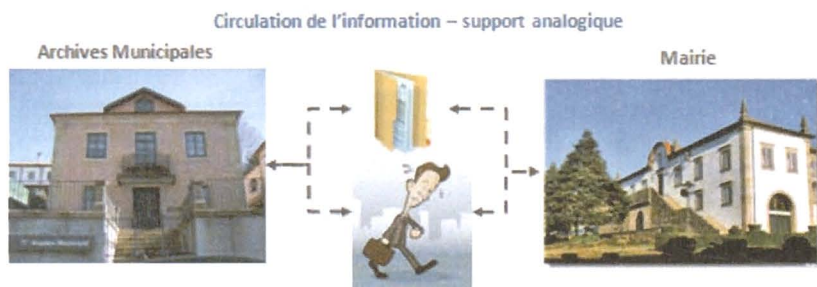 Circulation de l'information – support analogique
Archives Municipales
Mairie